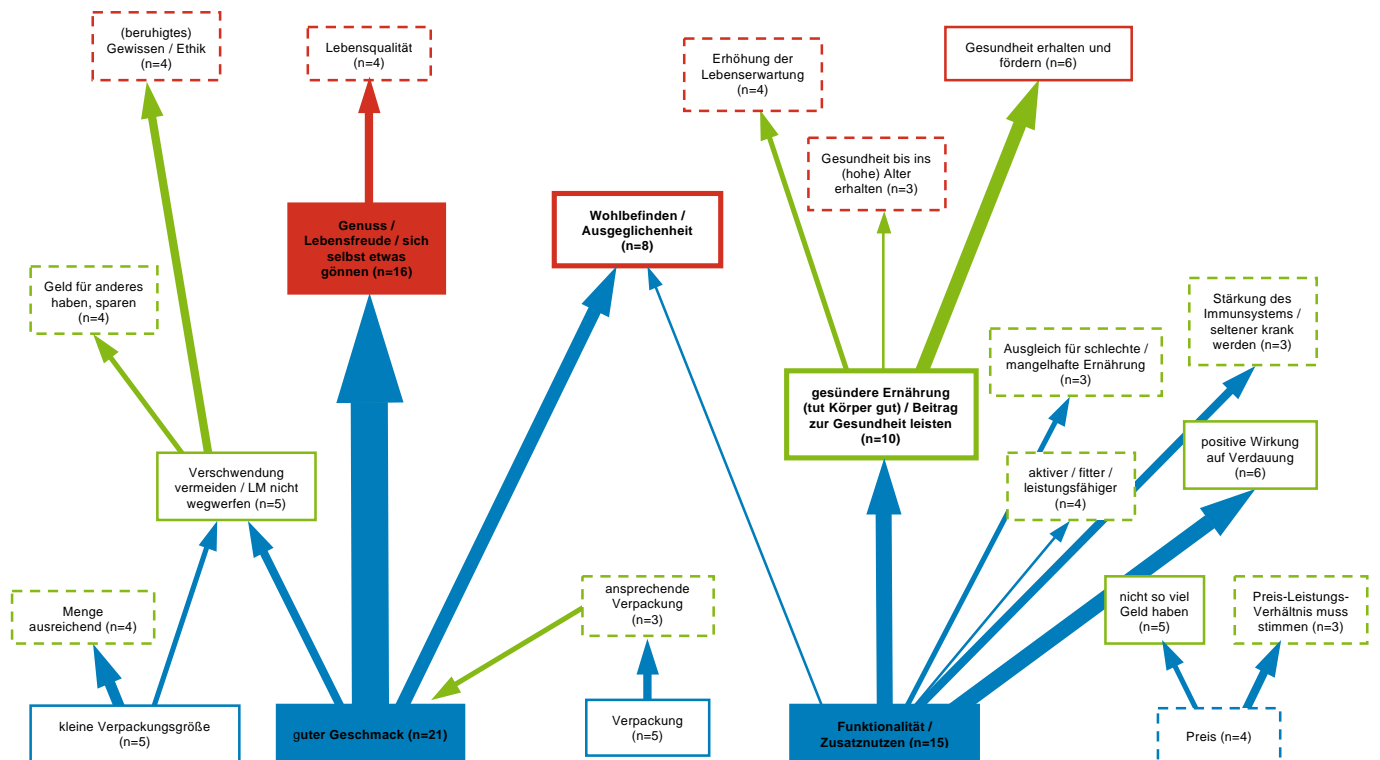 (beruhigtes)
Gewissen / Ethik
(n=4)
Lebensqualität
(n=4)
Erhöhung der
Lebenserwartung
(n=4)
Gesundheit erhalten und
fördern (n=6)
Gesundheit bis ins
(hohe) Alter
erhalten (n=3)
Genuss /
Lebensfreude / sich
selbst etwas
gönnen (n=16)
Wohlbefinden /
Ausgeglichenheit
(n=8)
Geld für anderes
haben, sparen
(n=4)
Stärkung des
Immunsystems /
seltener krank
werden (n=3)
Ausgleich für schlechte /
mangelhafte Ernährung
(n=3)
gesündere Ernährung
(tut Körper gut) / Beitrag
zur Gesundheit leisten
(n=10)
positive Wirkung
auf Verdauung
(n=6)
Verschwendung
vermeiden / LM nicht
wegwerfen (n=5)
aktiver / fitter /
leistungsfähiger
(n=4)
Menge
ausreichend (n=4)
ansprechende
Verpackung
(n=3)
nicht so viel
Geld haben
(n=5)
Preis-Leistungs-
Verhältnis muss
stimmen (n=3)
kleine Verpackungsgröße
(n=5)
guter Geschmack (n=21)
Verpackung
(n=5)
Funktionalität /
Zusatznutzen (n=15)
Preis (n=4)